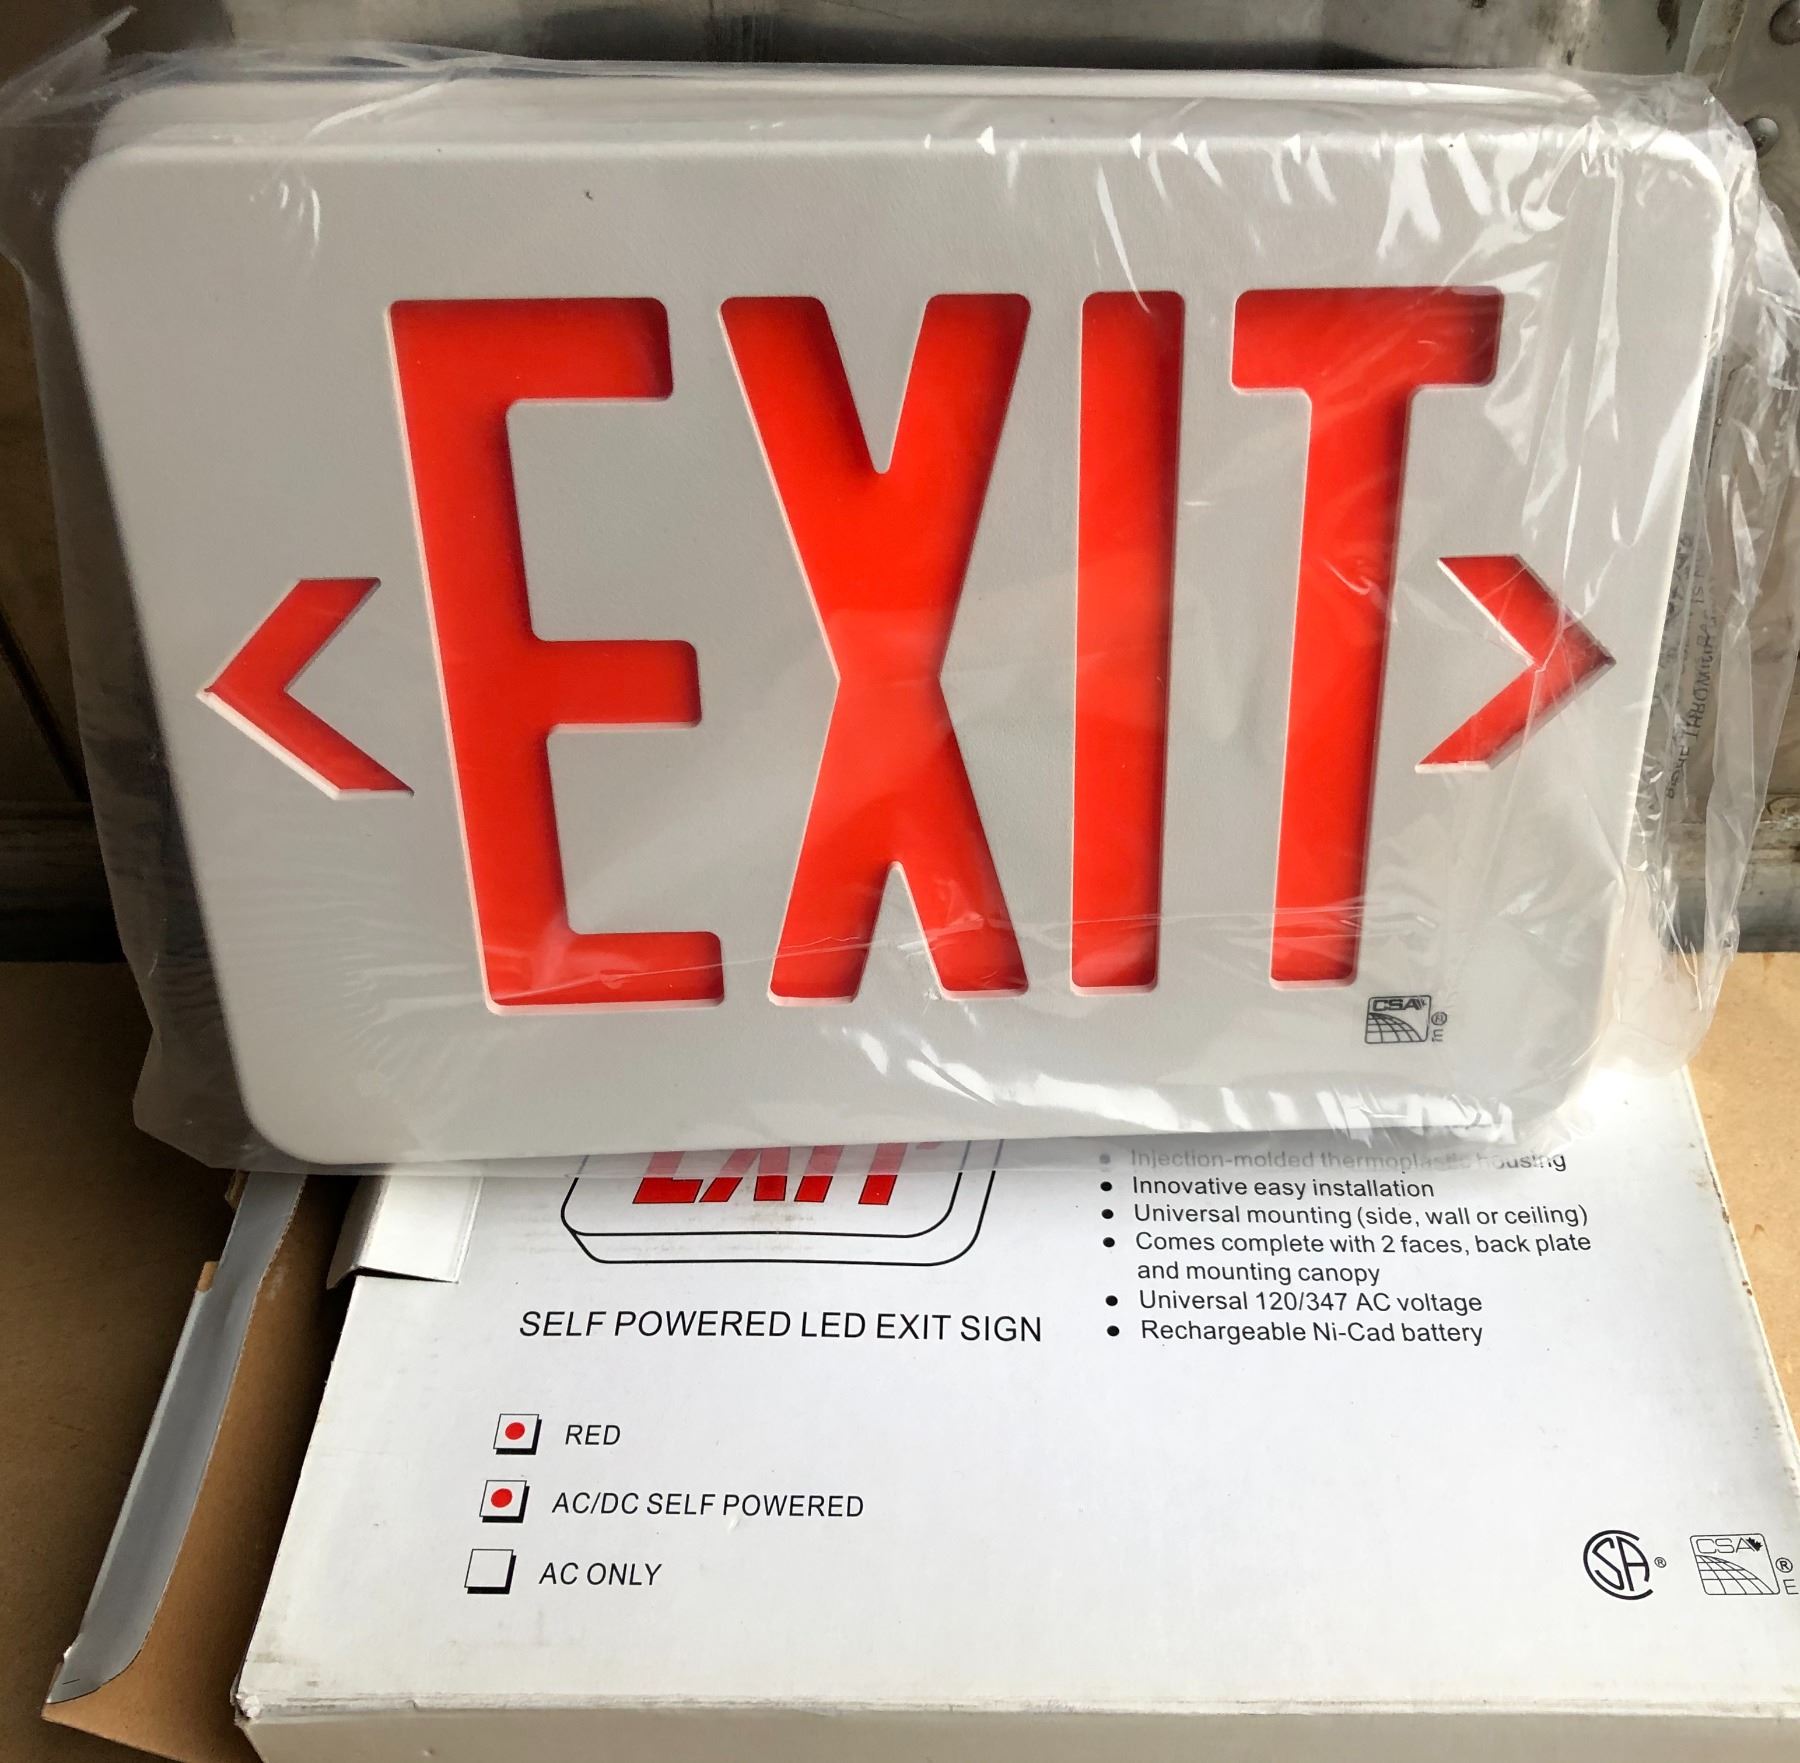 EXIT
CSA
EXIT
Injection-molded thermoplastic housing
Innovative easy installation
Universal mounting (side, wall or ceiling)
Comes complete with 2 faces, back plate
and mounting canopy
Universal 120/347 AC voltage
Rechargeable Ni-Cad battery
SELF POWERED LED EXIT SIGN
RED
AC/DC SELF POWERED
AC ONLY
SA ®
CSA ®
E